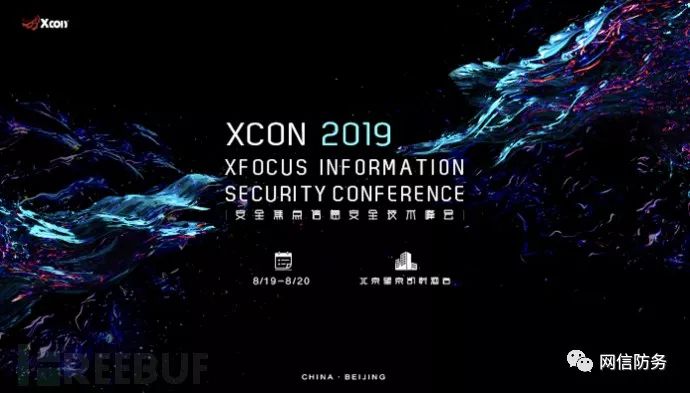 Xcon
XCON 2019
XFOCUS INFORMATION
SECURITY CONFERENCE
安全焦点信息安全技术峰会
8/19-8/20
北京望京凯悦酒店
CHINA · BEIJING
REEBUF
网信防务